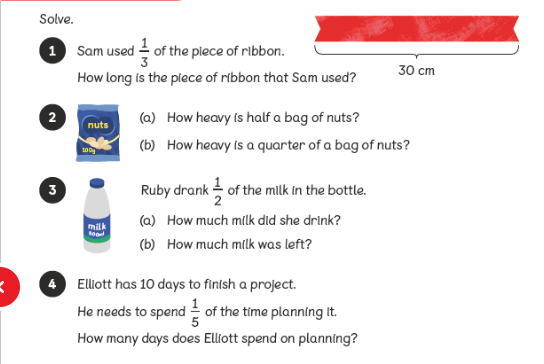 Solve.
1 Sam used 1/3 of the piece of ribbon.
How long is the piece of ribbon that Sam used?
30 cm
2 (a) How heavy is half a bag of nuts?
nuts
100g
(b) How heavy is a quarter of a bag of nuts?
3 Ruby drank 1/2 of the milk in the bottle.
(a) How much milk did she drink?
milk
(b) How much milk was left?
4 Elliott has 10 days to finish a project.
He needs to spend 1/5 of the time planning it.
How many days does Elliott spend on planning?